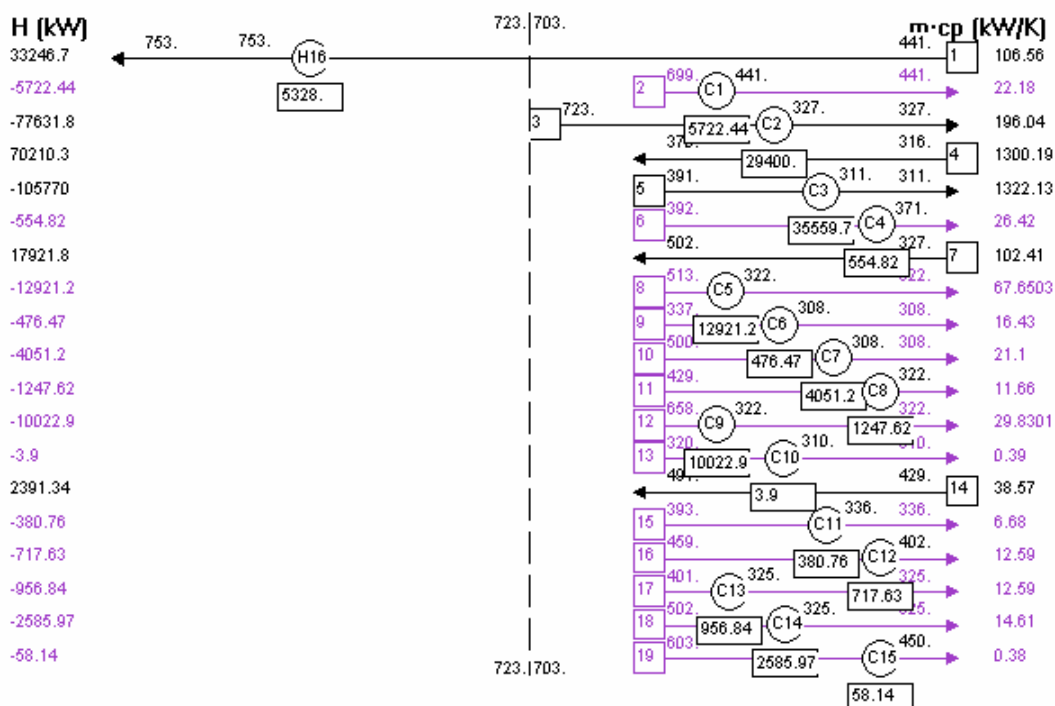 723. 703.
H (kW) m·cp (kW/K)
33246.7 753. 753. H16 441. 1 106.56
5328.
-5722.44 2 699. C1 441. 441. 22.18
5722.44
-77631.8 3 723. C2 327. 327. 196.04
29400.
70210.3 316. 4 1300.19
-105770 5 391. C3 311. 311. 1322.13
35559.7
-554.82 6 392. C4 371. 26.42
554.82
17921.8 502. 327. 7 102.41
-12921.2 8 513. C5 322. 322. 67.6503
12921.2
-476.47 9 337. C6 308. 308. 16.43
476.47
-4051.2 10 500. C7 308. 308. 21.1
4051.2
-1247.62 11 429. C8 322. 11.66
1247.62
-10022.9 12 658. C9 322. 322. 29.8301
10022.9
-3.9 13 320. C10 310. 310. 0.39
3.9
2391.34 491. 429. 14 38.57
-380.76 15 393. C11 336. 336. 6.68
380.76
-717.63 16 459. C12 402. 12.59
717.63
-956.84 17 401. C13 325. 325. 12.59
956.84
-2585.97 18 502. C14 325. 325. 14.61
2585.97
-58.14 19 603. C15 450. 0.38
723. 703.
58.14